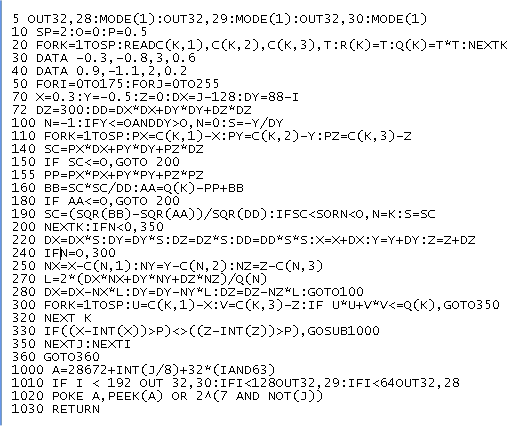 5 OUT32,28:MODE(1):OUT32,29:MODE(1):OUT32,30:MODE(1)
10 SP=2:O=0:P=0.5
20 FORK=1TOSP:READC(K,1),C(K,2),C(K,3),T:R(K)=T:Q(K)=T*T:NEXTK
30 DATA -0.3,-0.8,3,0.6
40 DATA 0.9,-1.1,2,0.2
50 FORI=0TO175:FORJ=0TO255
70 X=0.3:Y=-0.5:Z=0:DX=J-128:DY=88-I
72 DZ=300:DD=DX*DX+DY*DY+DZ*DZ
100 N=-1:IFY<=OANDDY>O,N=0:S=-Y/DY
110 FORK=1TOSP:PX=C(K,1)-X:PY=C(K,2)-Y:PZ=C(K,3)-Z
140 SC=PX*DX+PY*DY+PZ*DZ
150 IF SC<=O,GOTO 200
155 PP=PX*PX+PY*PY+PZ*PZ
160 BB=SC*SC/DD:AA=Q(K)-PP+BB
180 IF AA<=O,GOTO 200
190 SC=(SQR(BB)-SQR(AA))/SQR(DD):IFSC<SORN<O,N=K:S=SC
200 NEXTK:IFN<O,350
220 DX=DX*S:DY=DY*S:DZ=DZ*S:DD=DD*S*S:X=X+DX:Y=Y+DY:Z=Z+DZ
240 IFN=O,300
250 NX=X-C(N,1):NY=Y-C(N,2):NZ=Z-C(N,3)
270 L=2*(DX*NX+DY*NY+DZ*NZ)/Q(N)
280 DX=DX-NX*L:DY=DY-NY*L:DZ=DZ-NZ*L:GOTO100
300 FORK=1TOSP:U=C(K,1)-X:V=C(K,3)-Z:IF U*U+V*V<=Q(K),GOTO350
320 NEXT K
330 IF((X-INT(X))>P)<>((Z-INT(Z))>P),GOSUB1000
350 NEXTJ:NEXTI
360 GOTO360
1000 A=28672+INT(J/8)+32*(IAND63)
1010 IF I < 192 OUT 32,30:IFI<128OUT32,29:IFI<64OUT32,28
1020 POKE A,PEEK(A) OR 2^(7 AND NOT(J))
1030 RETURN